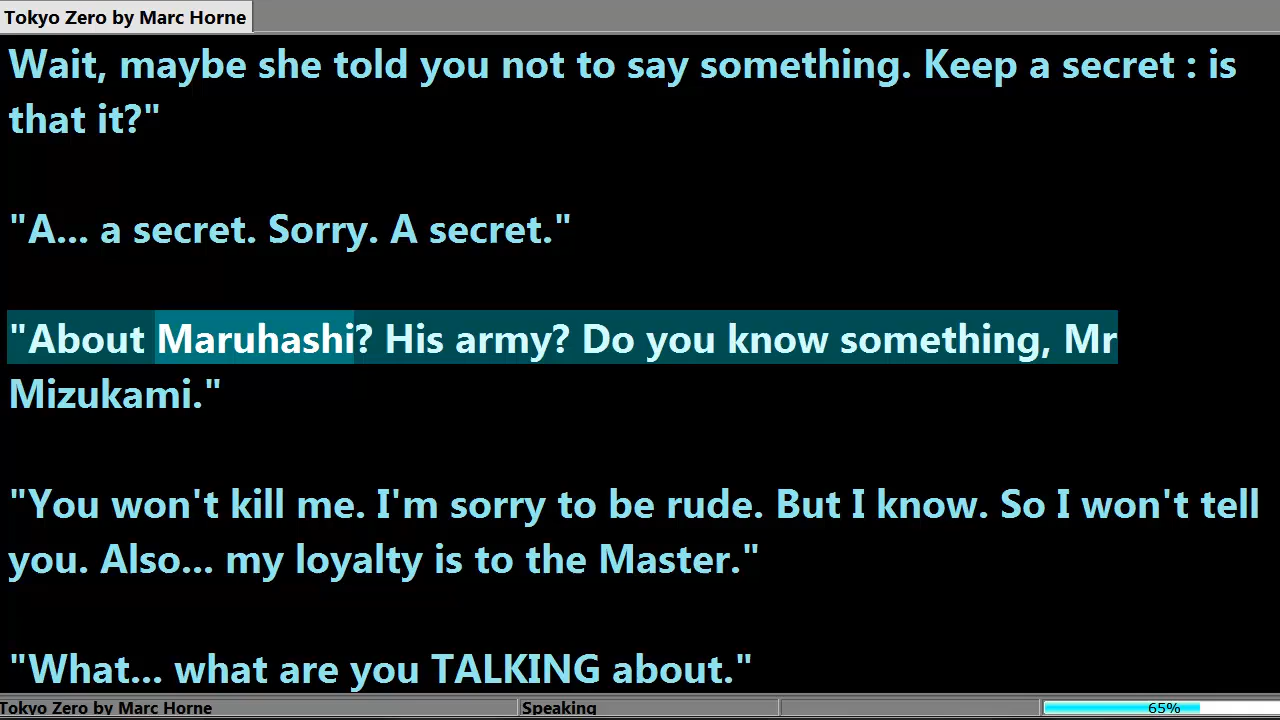 Tokyo Zero by Marc Horne
Wait, maybe she told you not to say something. Keep a secret : is
that it?"
"A... a secret. Sorry. A secret."
"About Maruhashi? His army? Do you know something, Mr
Mizukami."
"You won't kill me. I'm sorry to be rude. But I know. So I won't tell
you. Also... my loyalty is to the Master."
"What... what are you TALKING about."
Tokyo Zero by Marc Horne
Speaking
65%